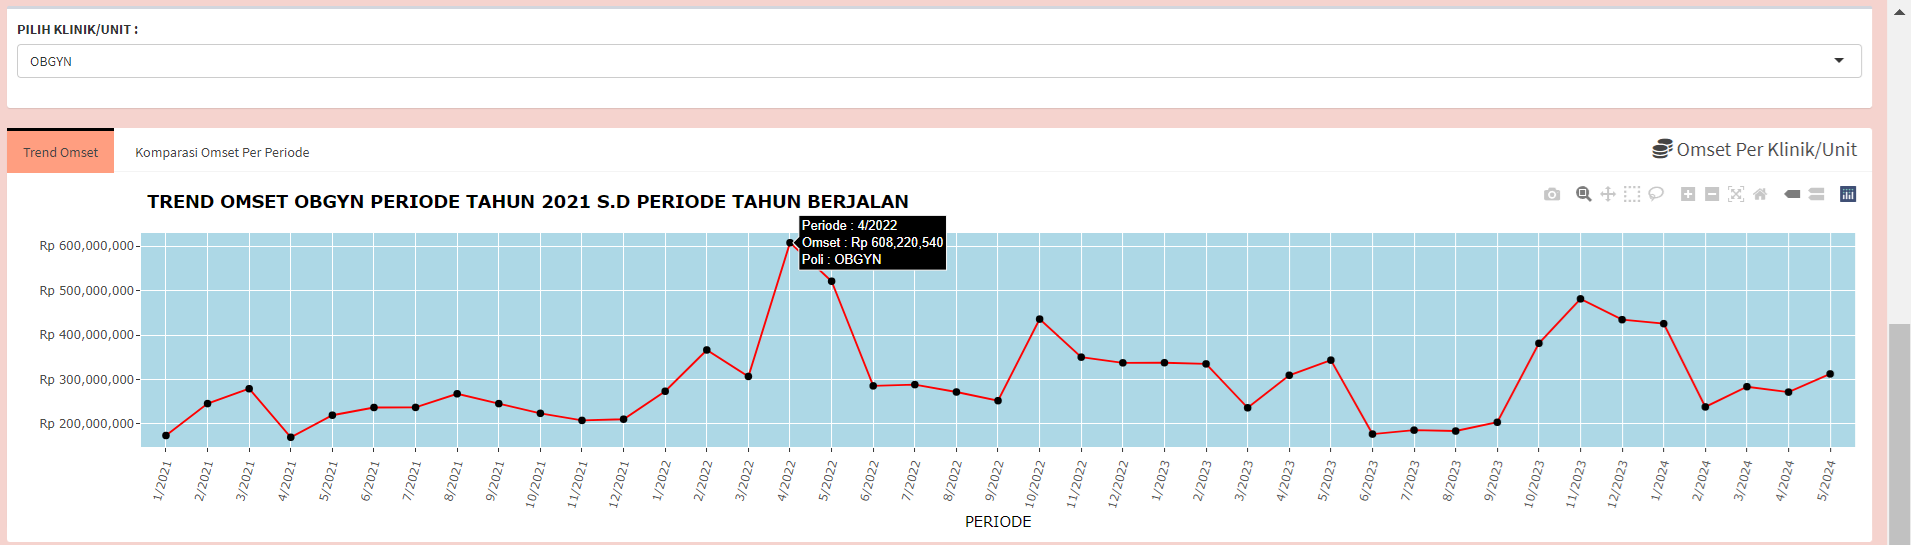 PILIH KLINIK/UNIT :
OBGYN
Trend Omset
Komparasi Omset Per Periode
Omset Per Klinik/Unit
TREND OMSET OBGYN PERIODE TAHUN 2021 S.D PERIODE TAHUN BERJALAN
Periode : 4/2022
Omset : Rp 608,220,540
Poli : OBGYN
Rp 600,000,000
Rp 500,000,000
Rp 400,000,000
Rp 300,000,000
Rp 200,000,000
1/2021
2/2021
3/2021
4/2021
5/2021
6/2021
7/2021
8/2021
9/2021
10/2021
11/2021
12/2021
1/2022
2/2022
3/2022
4/2022
5/2022
6/2022
7/2022
8/2022
9/2022
10/2022
11/2022
12/2022
1/2023
2/2023
3/2023
4/2023
5/2023
6/2023
7/2023
8/2023
9/2023
10/2023
11/2023
12/2023
1/2024
2/2024
3/2024
4/2024
5/2024
PERIODE